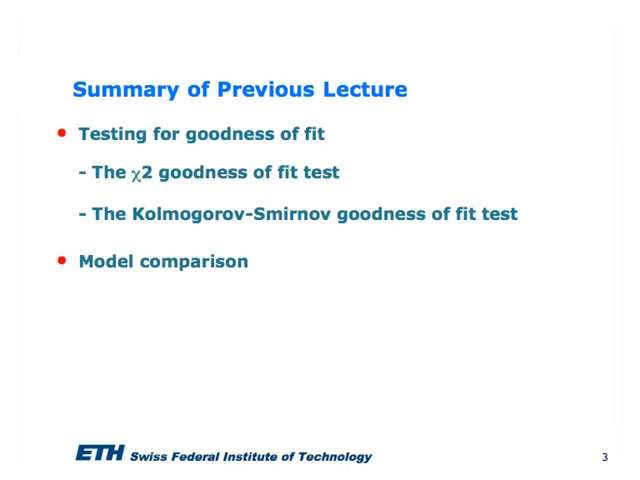 Summary of Previous Lecture
• Testing for goodness of fit
- The χ2 goodness of fit test
- The Kolmogorov-Smirnov goodness of fit test
• Model comparison
ETH Swiss Federal Institute of Technology
3